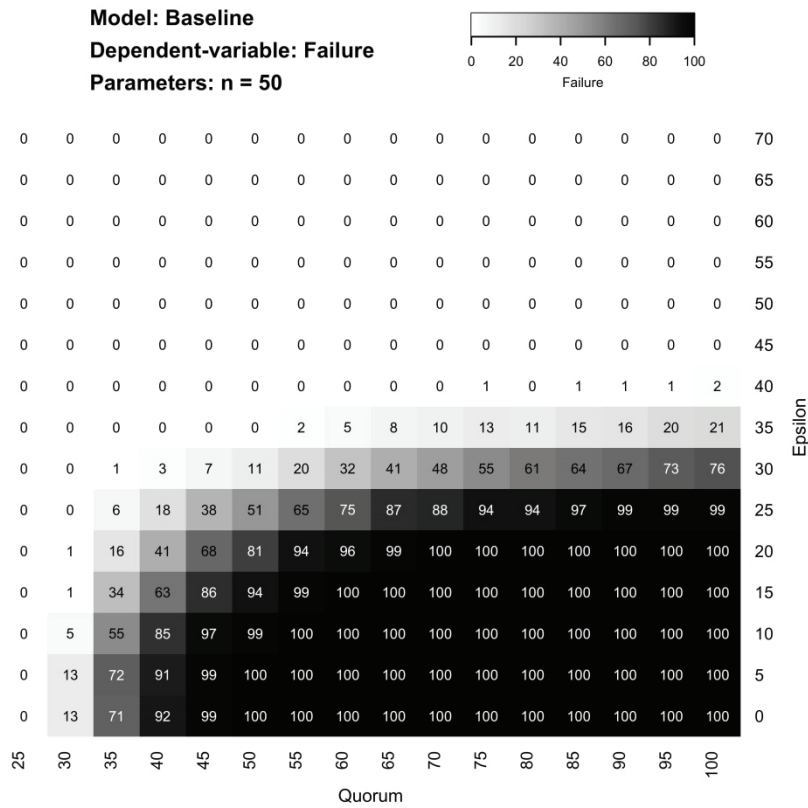 Model: Baseline
Dependent-variable: Failure
Parameters: n = 50
0 20 40 60 80 100
Failure
0 0 0 0 0 0 0 0 0 0 0 0 0 0 0 0 70
0 0 0 0 0 0 0 0 0 0 0 0 0 0 0 0 65
0 0 0 0 0 0 0 0 0 0 0 0 0 0 0 0 60
0 0 0 0 0 0 0 0 0 0 0 0 0 0 0 0 55
0 0 0 0 0 0 0 0 0 0 0 0 0 0 0 0 50
0 0 0 0 0 0 0 0 0 0 0 0 0 0 0 0 45
0 0 0 0 0 0 0 0 0 0 1 0 1 1 1 2 40
0 0 0 0 0 0 2 5 8 10 13 11 15 16 20 21 35
0 0 1 3 7 11 20 32 41 48 55 61 64 67 73 76 30
0 0 6 18 38 51 65 75 87 88 94 94 97 99 99 99 25
0 1 16 41 68 81 94 96 99 100 100 100 100 100 100 100 20
0 1 34 63 86 94 99 100 100 100 100 100 100 100 100 100 15
0 5 55 85 97 99 100 100 100 100 100 100 100 100 100 100 10
0 13 72 91 99 100 100 100 100 100 100 100 100 100 100 100 5
0 13 71 92 99 100 100 100 100 100 100 100 100 100 100 100 0
Epsilon
25 30 35 40 45 50 55 60 65 70 75 80 85 90 95 100
Quorum